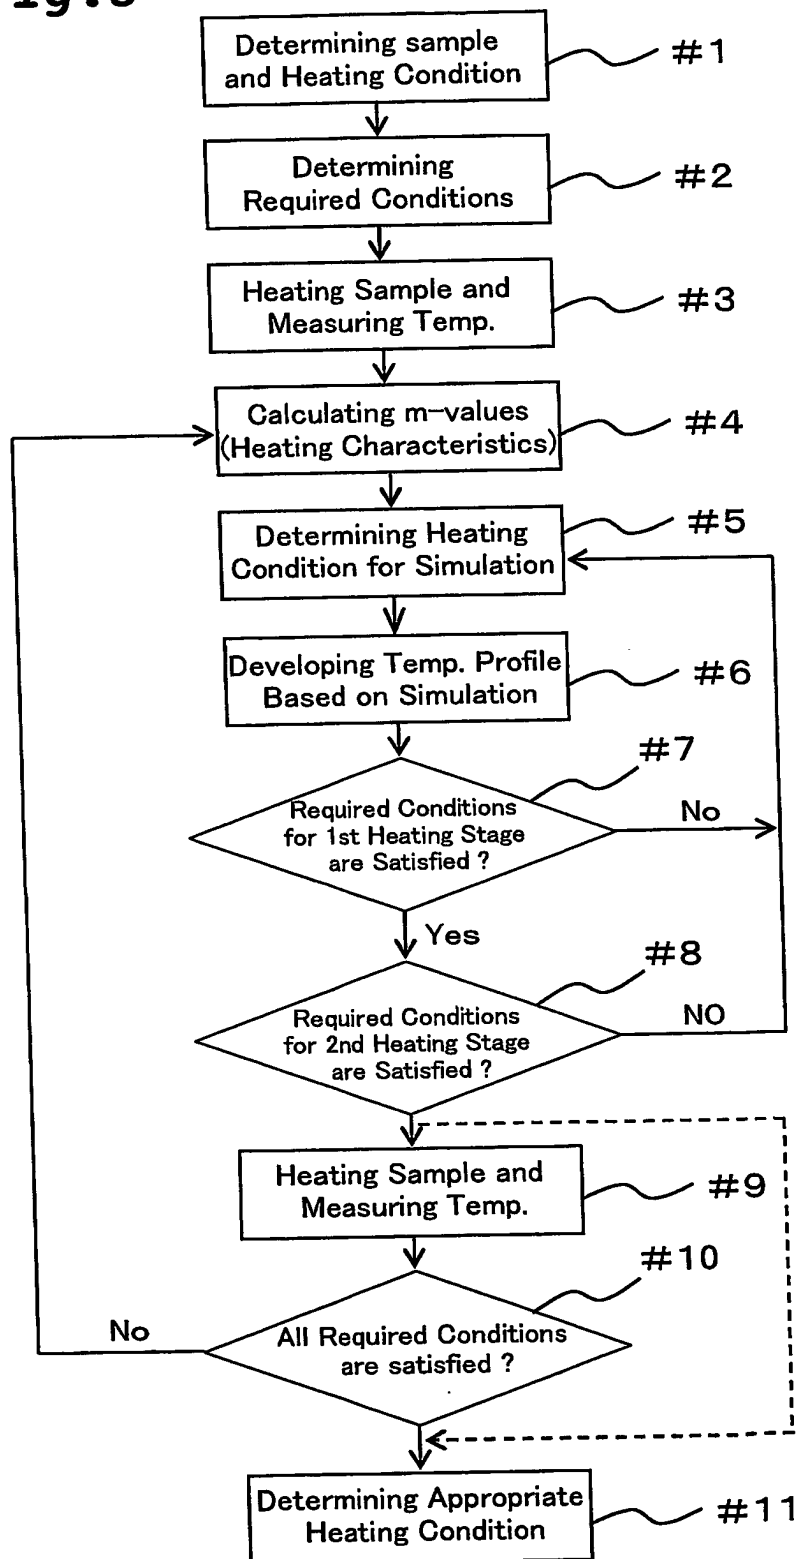 Determining sample
and Heating Condition
#1
Determining
Required Conditions
#2
Heating Sample and
Measuring Temp.
#3
Calculating m-values
(Heating Characteristics)
#4
Determining Heating
Condition for Simulation
#5
Developing Temp. Profile
Based on Simulation
#6
#7
Required Conditions
for 1st Heating Stage
are Satisfied ?
No
Yes
#8
Required Conditions
for 2nd Heating Stage
are Satisfied ?
NO
Heating Sample and
Measuring Temp.
#9
#10
All Required Conditions
are satisfied ?
No
Determining Appropriate
Heating Condition
#11